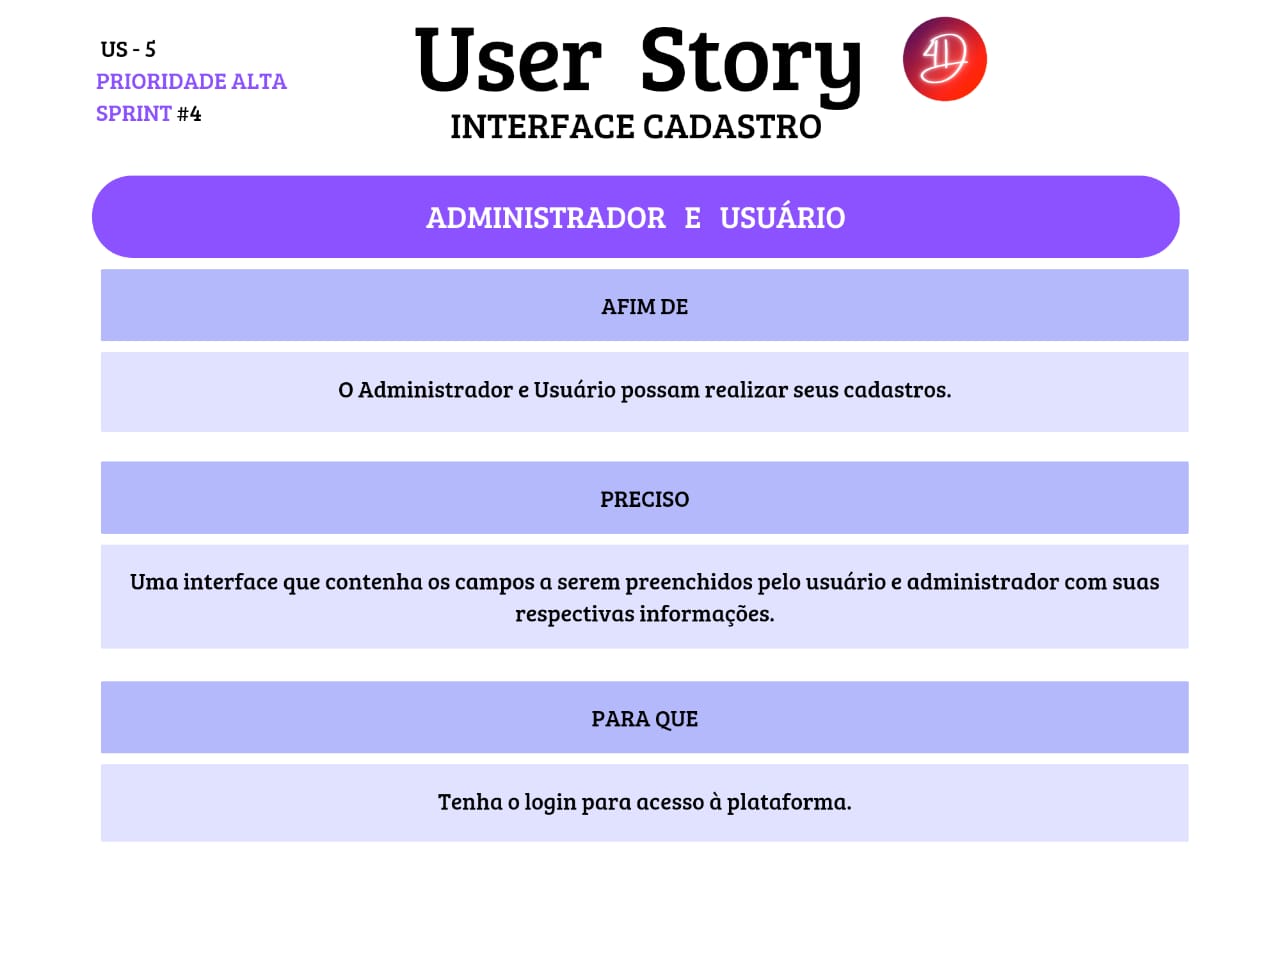 US - 5
PRIORIDADE ALTA
SPRINT #4
User Story
INTERFACE CADASTRO
ADMINISTRADOR E USUÁRIO
AFIM DE
O Administrador e Usuário possam realizar seus cadastros.
PRECISO
Uma interface que contenha os campos a serem preenchidos pelo usuário e administrador com suas
respectivas informações.
PARA QUE
Tenha o login para acesso à plataforma.